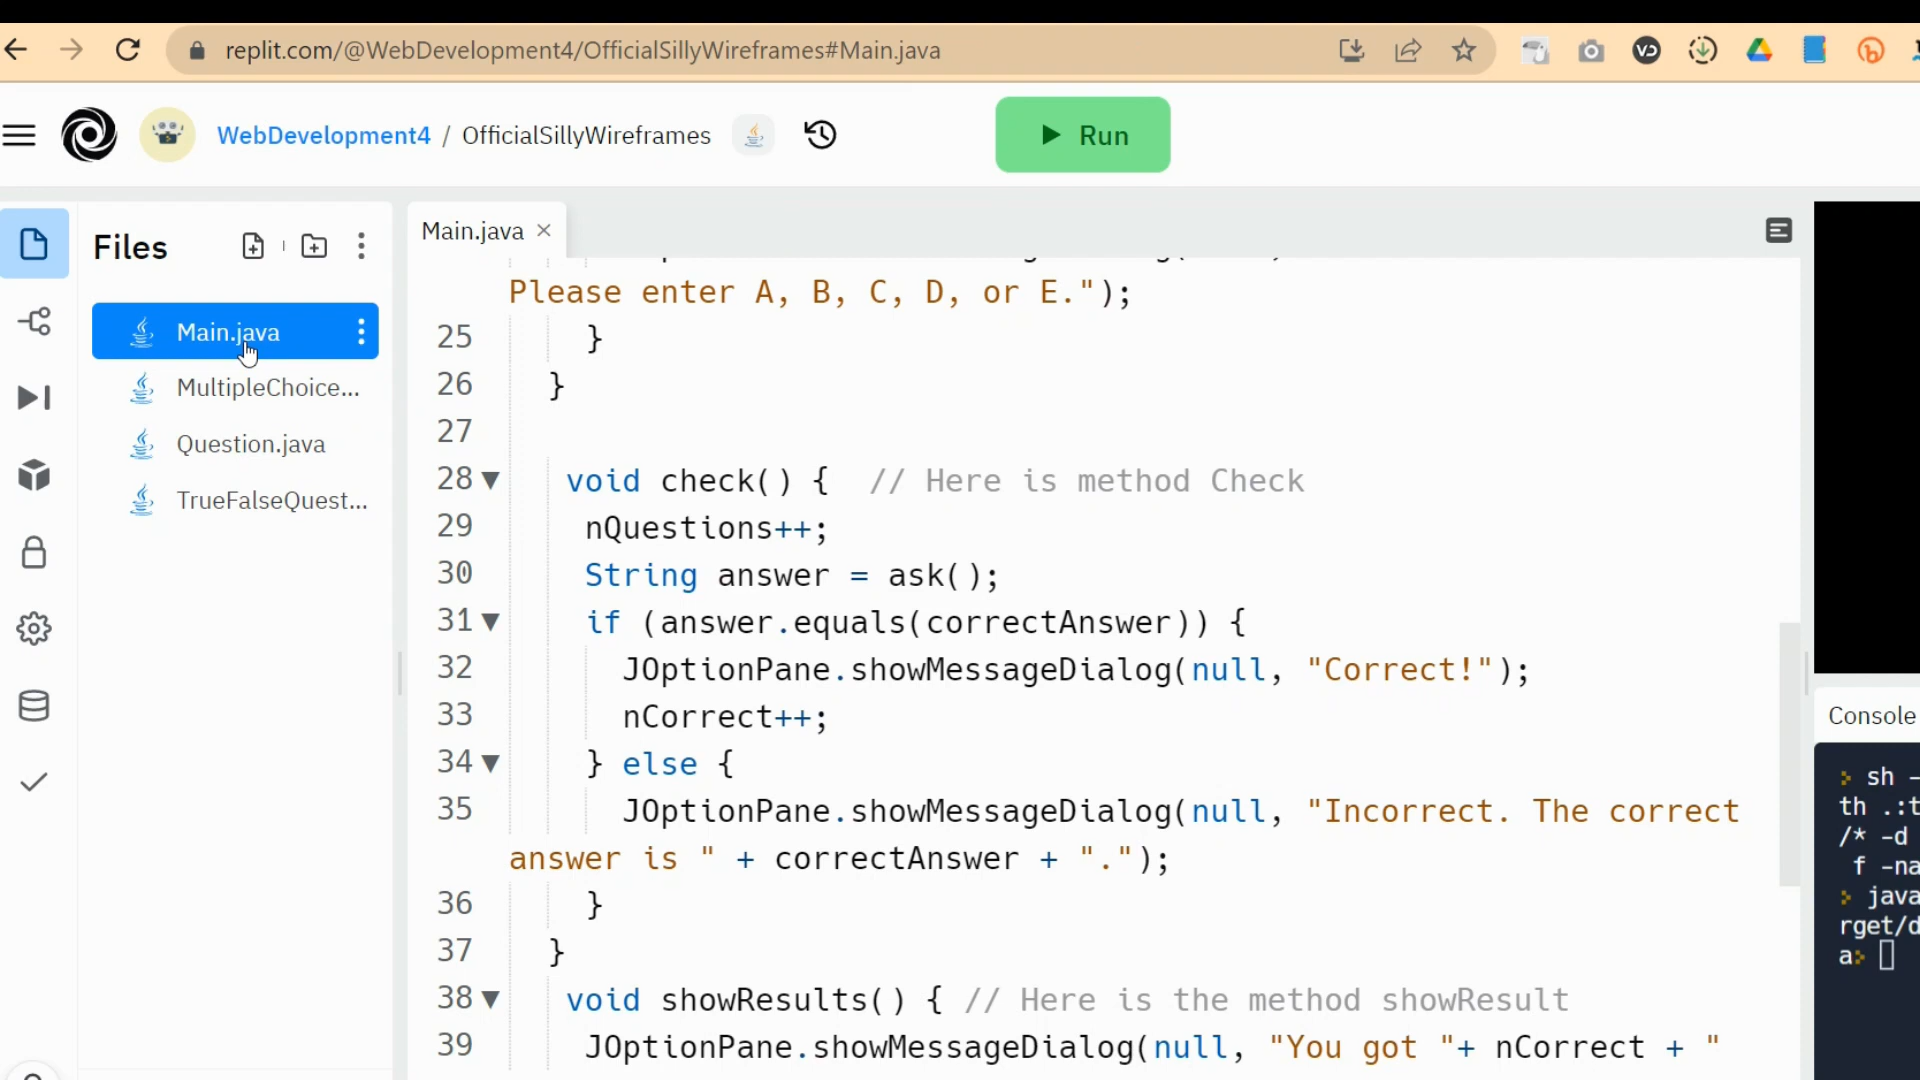 replit.com/@WebDevelopment4/OfficialSillyWireframes#Main.java
WebDevelopment4 / OfficialSillyWireframes
Run
Files
Main.java
MultipleChoice...
Question.java
TrueFalseQuest...
Main.java
Please enter A, B, C, D, or E.");
25 }
26 }
27
28 void check() { // Here is method Check
29 nQuestions++;
30 String answer = ask();
31 if (answer.equals(correctAnswer)) {
32 JOptionPane.showMessageDialog(null, "Correct!");
33 nCorrect++;
34 } else {
35 JOptionPane.showMessageDialog(null, "Incorrect. The correct
answer is " + correctAnswer + ".");
36 }
37 }
38 void showResults() { // Here is the method showResult
39 JOptionPane.showMessageDialog(null, "You got "+ nCorrect + "
Console
sh -
th .:t
/* -d
f -na
java
rget/d
a